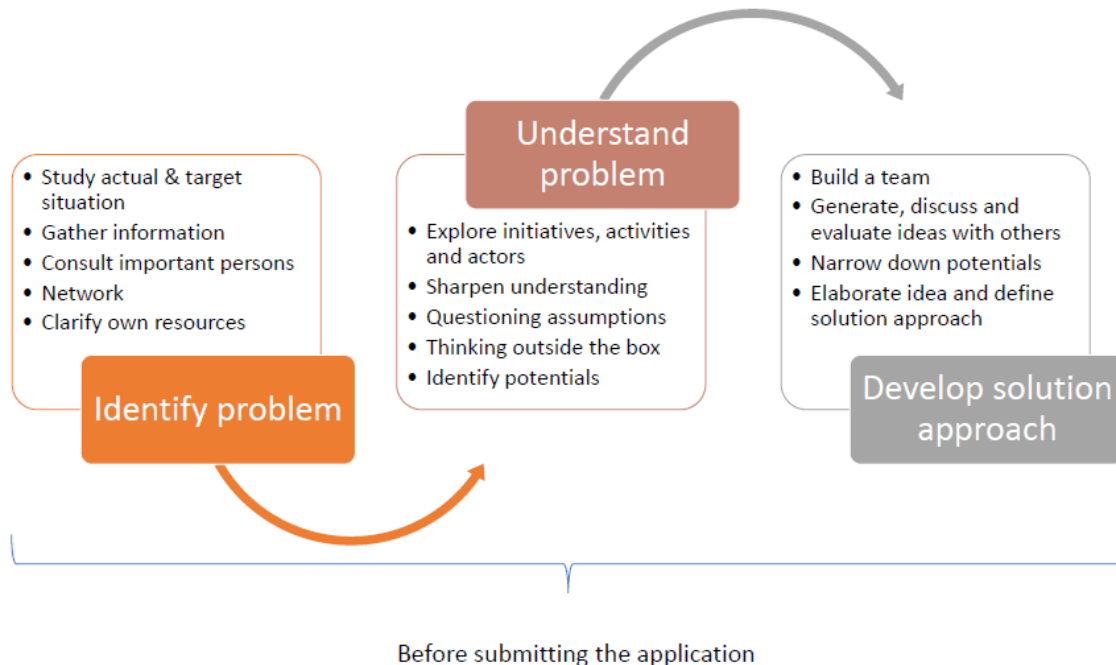 • Study actual & target
situation
• Gather information
• Consult important persons
• Network
• Clarify own resources
Identify problem
Understand
problem
• Explore initiatives, activities
and actors
• Sharpen understanding
• Questioning assumptions
• Thinking outside the box
• Identify potentials
• Build a team
• Generate, discuss and
evaluate ideas with others
• Narrow down potentials
• Elaborate idea and define
solution approach
Develop solution
approach
Before submitting the application